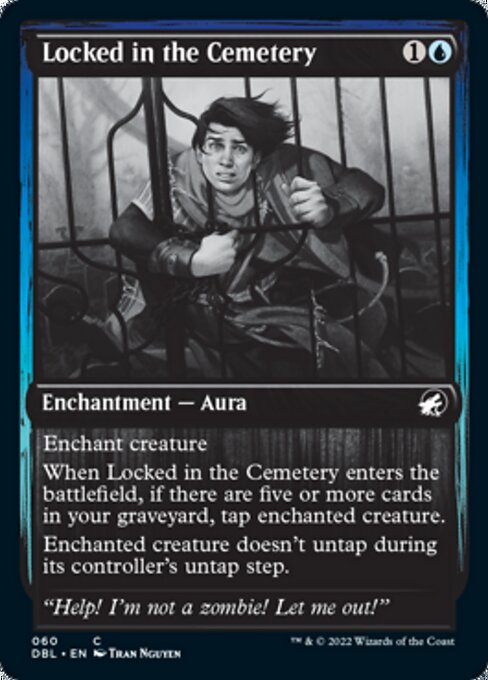 Locked in the Cemetery 1
Enchantment — Aura
Enchant creature
When Locked in the Cemetery enters the
battlefield, if there are five or more cards
in your graveyard, tap enchanted creature.
Enchanted creature doesn't untap during
its controller's untap step.
"Help! I'm not a zombie! Let me out!"
060 C
DBL • EN Tran Nguyen
™ & © 2022 Wizards of the Coast